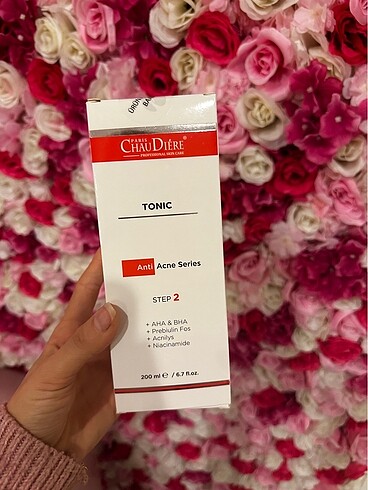 PARIS
CHAUDIÈRE®
PROFESSIONAL SKIN CARE
TONIC
Anti Acne Series
STEP 2
+ AHA & BHA
+ Prebiulin Fos
+ Acnilys
+ Niacinamide
200 ml ℮ / 6.7 fl.oz.